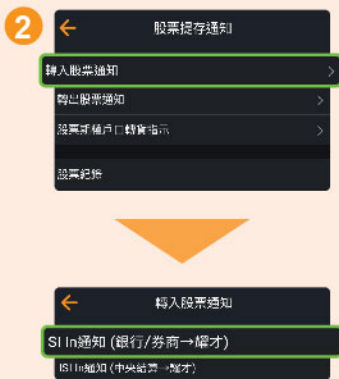 2
股票提存通知
轉入股票通知
轉出股票通知
股票期權戶口轉貨指示
股票紀錄
轉入股票通知
SI In通知 (銀行/券商→耀才)
ISI In通知 (中央結算→耀才)